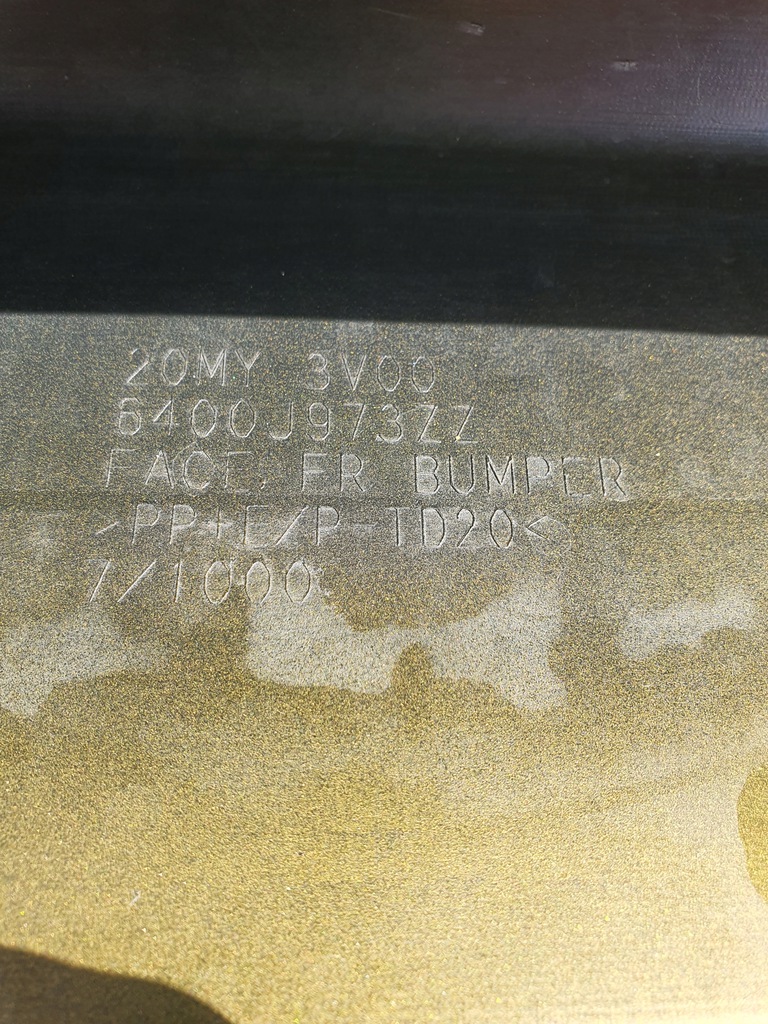 20MY 3V00
6400J973ZZ
FACE, FR BUMPER
>PP+E/P-TD20<
7/1000